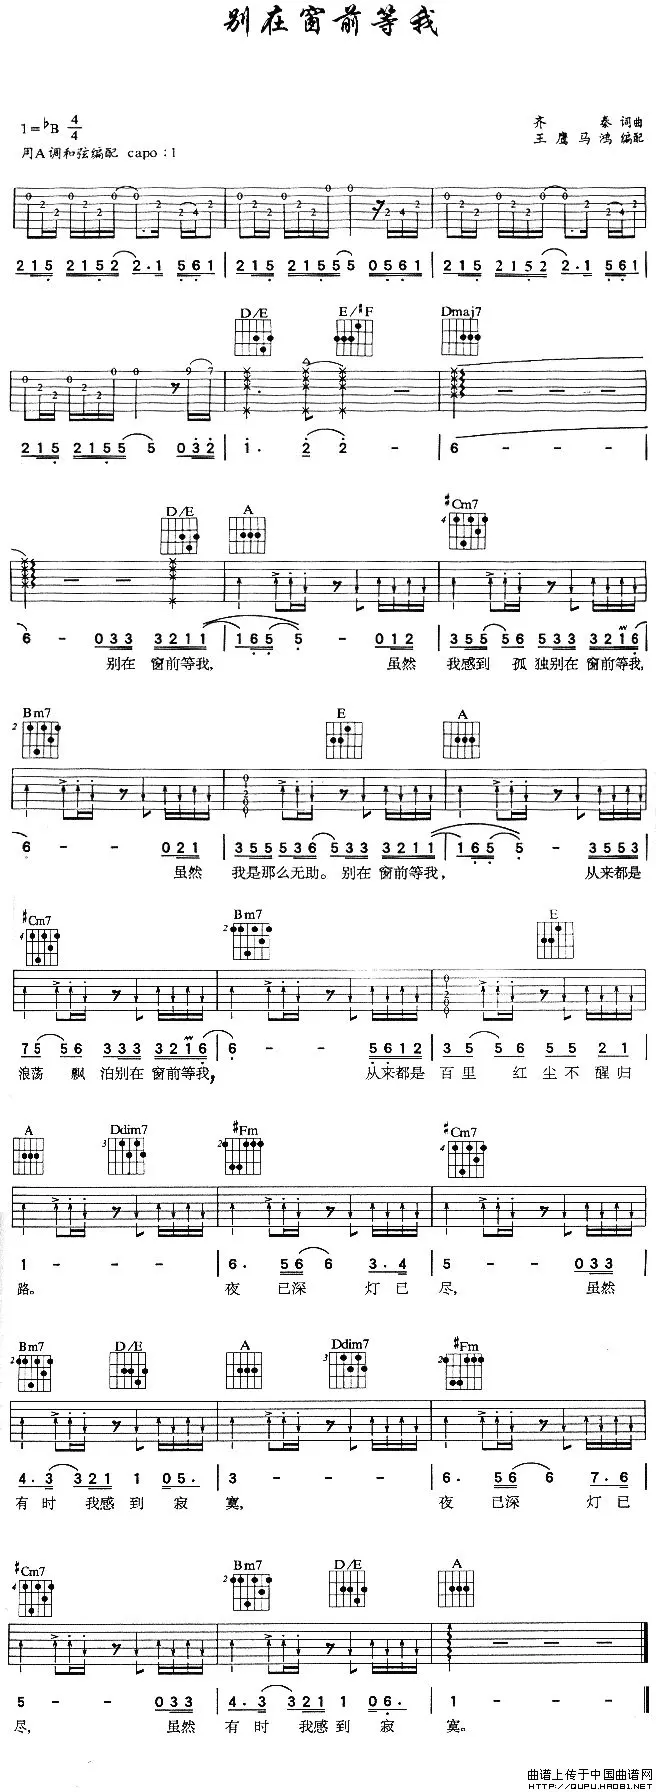 别在窗前等我
1=♭B 4/4
齐 秦 词曲
用A调和弦编配 capo:1
王鹰 马鸿 编配
215 2152 2·1 561 215 21555 0561 215 2152 2·1 561
D/E E/#F Dmaj7
215 21555 5 032 1· 2 2 - - 6 - - -
D/E A #Cm7
6 - 033 3211 165 5 - 012 355 56 533 3216
别在 窗前等我, 虽然 我感到 孤 独别在 窗前等我,
Bm7 E A
6 - - 021 355 536 533 3211 165 5 - 3553
虽然 我是那么无助。 别在 窗前等我, 从来都是
#Cm7 Bm7 E
75 56 333 3216 6 - - 5612 35 56 55 21
浪荡 飘 泊别在 窗前等我, 从来都是 百里 红尘不醒归
A Ddim7 #Fm #Cm7
1 - - - 6· 56 6 3·4 5 - - 033
路。 夜 已深 灯已 尽, 虽然
Bm7 D/E A Ddim7 #Fm
4·3 321 1 05· 3 - - - 6· 56 6 7·6
有时 我感到 寂 寞, 夜 已深 灯已
#Cm7 Bm7 D/E A
5 - - 033 4·3 321 1 06· 1 - - -
尽, 虽然 有时 我感到 寂 寞。
曲谱上传于中国曲谱网
HTTP://QUPU.HAO81.NET